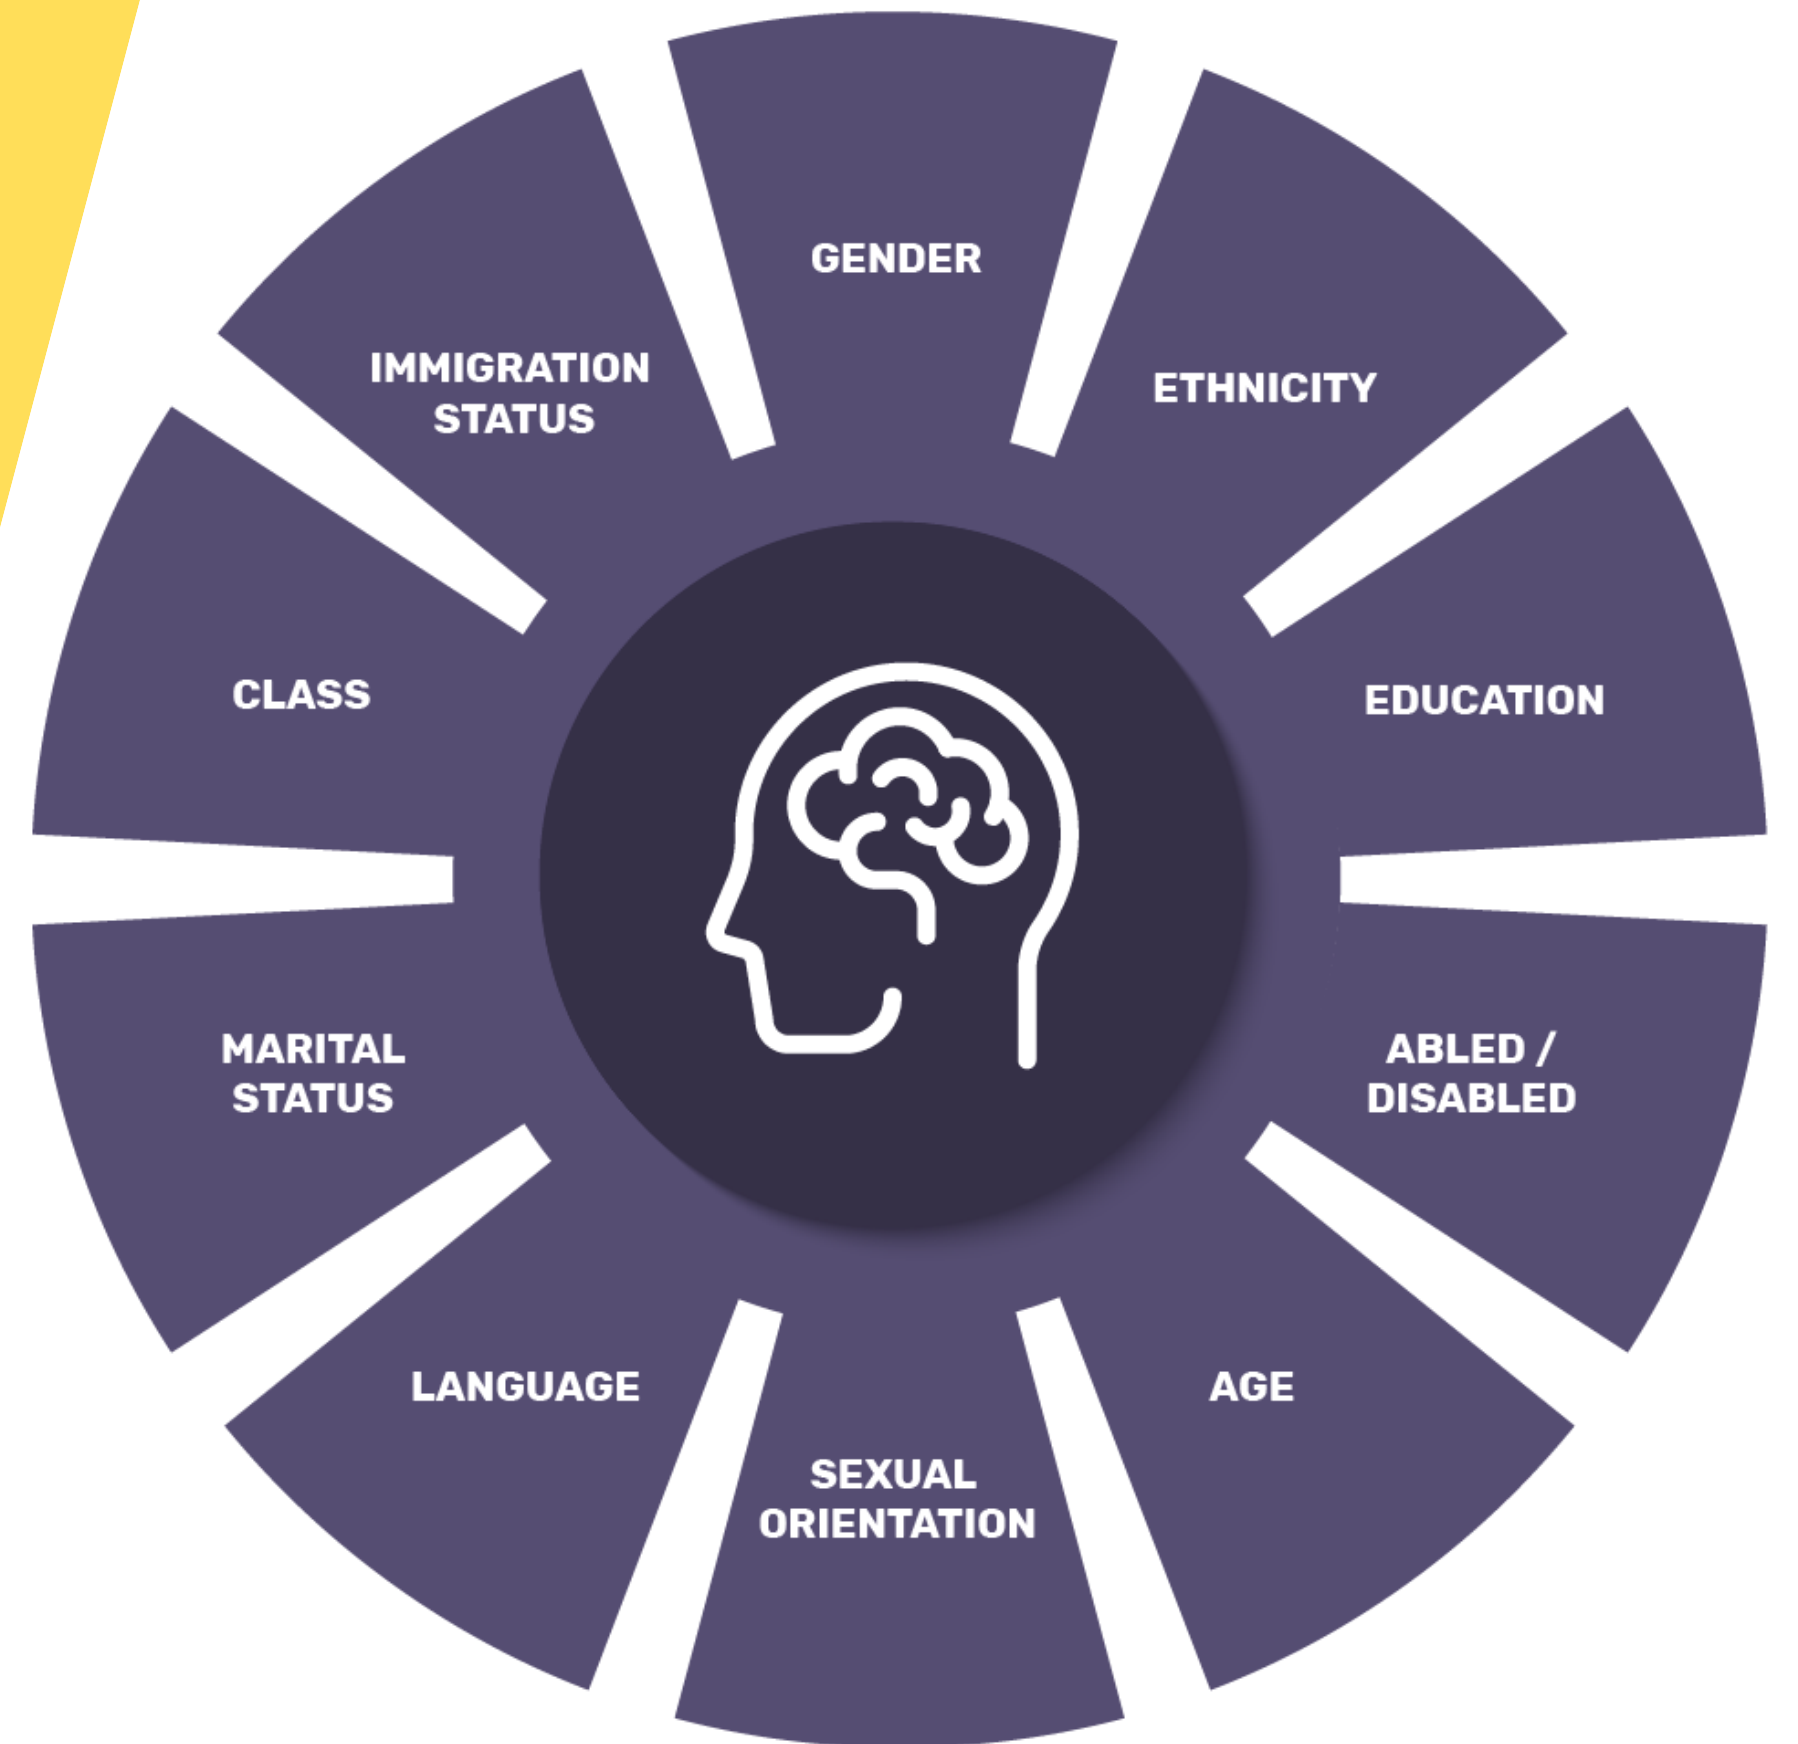 GENDER
ETHNICITY
EDUCATION
ABLED /
DISABLED
AGE
SEXUAL
ORIENTATION
LANGUAGE
MARITAL
STATUS
CLASS
IMMIGRATION
STATUS